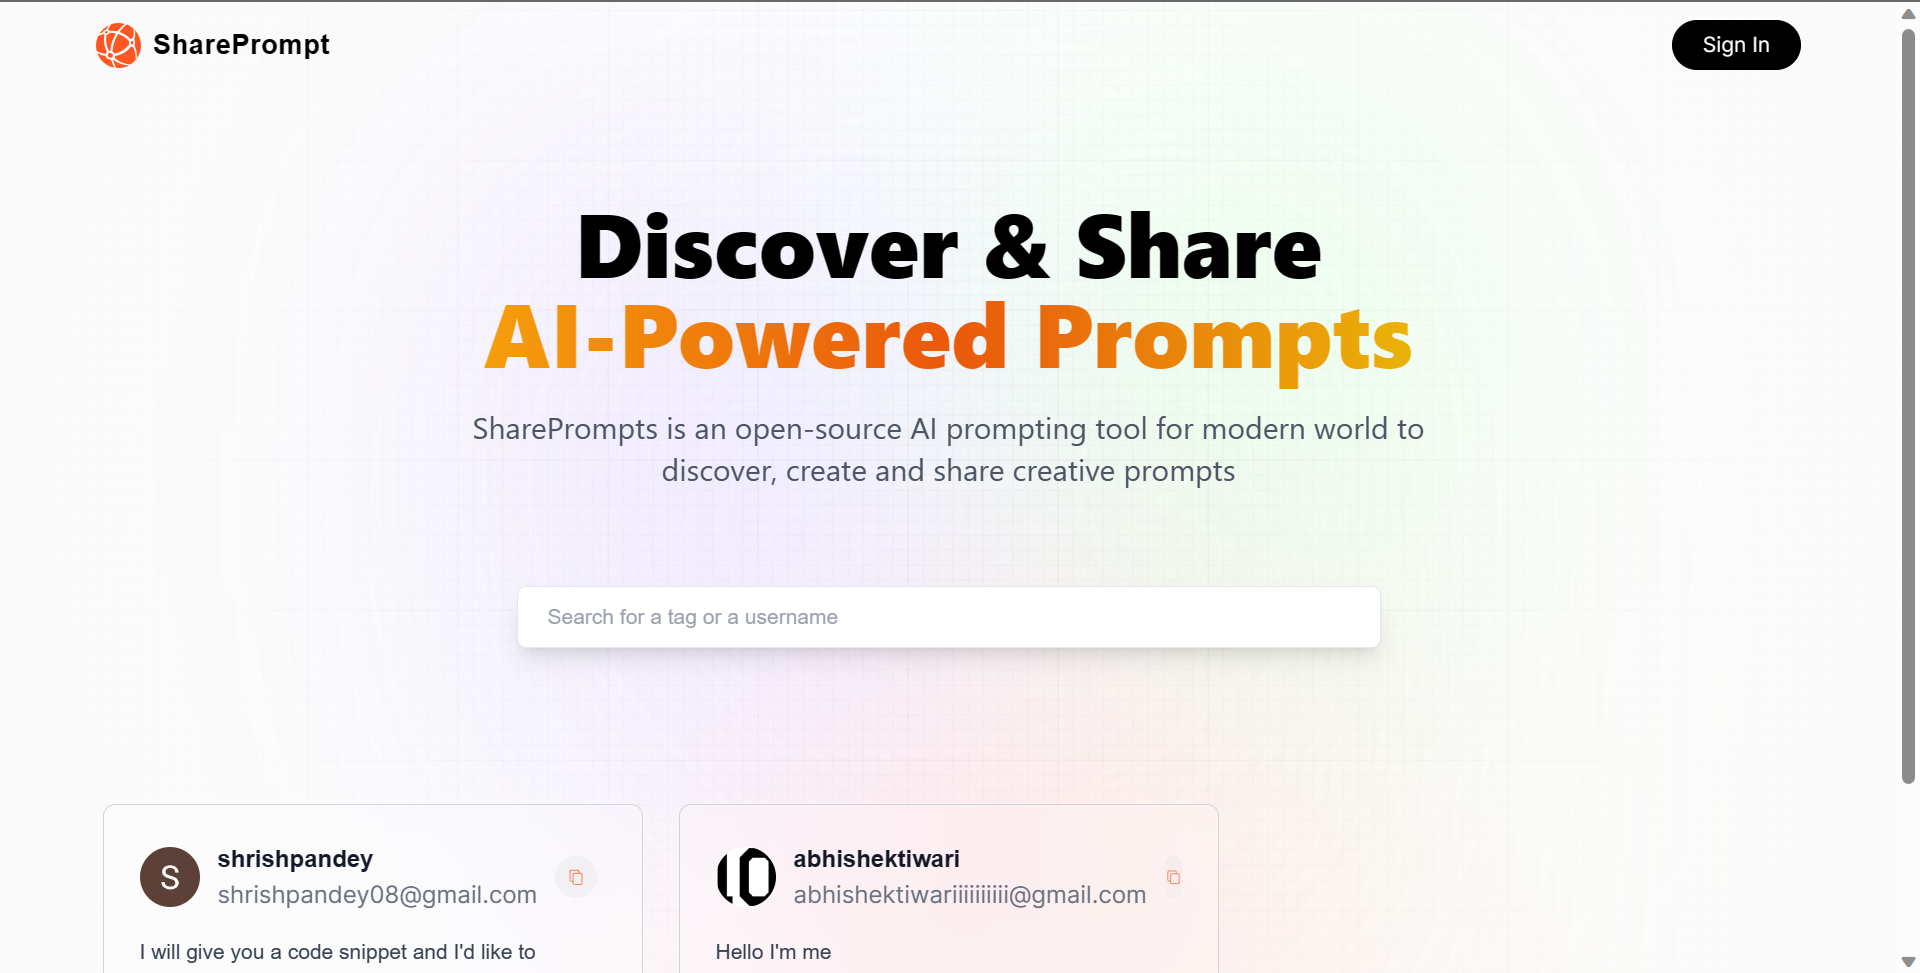 SharePrompt
Sign In
Discover & Share
AI-Powered Prompts
SharePrompts is an open-source AI prompting tool for modern world to
discover, create and share creative prompts
Search for a tag or a username
S
shrishpandey
shrishpandey08@gmail.com
I will give you a code snippet and I'd like to
10
abhishektiwari
abhishektiwariiiiiiiiii@gmail.com
Hello I'm me